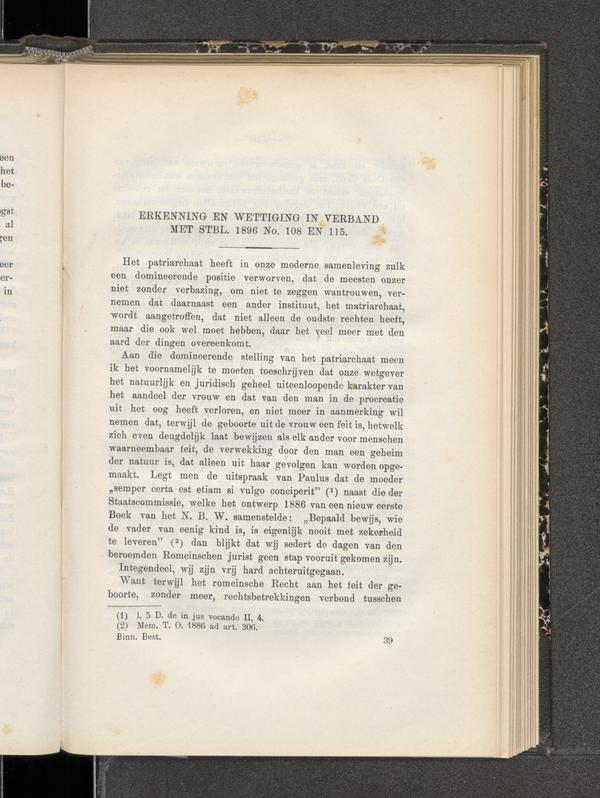 een
het
be-
gst
al
gen
eer
er-
in
ERKENNING EN WETTIGING IN VERBAND
MET STBL. 1896 No. 108 EN 115.
Het patriarchaat heeft in onze moderne samenleving zulk
een domineerende positie verworven, dat de meesten onzer
niet zonder verbazing, om niet te zeggen wantrouwen, ver-
nemen dat daarnaast een ander instituut, het matriarchaat,
wordt aangetroffen, dat niet alleen de oudste rechten heeft,
maar die ook wel moet hebben, daar het veel meer met den
aard der dingen overeenkomt.
Aan die domineerende stelling van het patriarchaat meen
ik het voornamelijk te moeten toeschrijven dat onze wetgever
het natuurlijk en juridisch geheel uiteenloopende karakter van
het aandeel der vrouw en dat van den man in de procreatie
uit het oog heeft verloren, en niet meer in aanmerking wil
nemen dat, terwijl de geboorte uit de vrouw een feit is, hetwelk
zich even deugdelijk laat bewijzen als elk ander voor menschen
waarneembaar feit, de verwekking door den man een geheim
der natuur is, dat alleen uit haar gevolgen kan worden opge-
maakt. Legt men de uitspraak van Paulus dat de moeder
„semper certa est etiam si vulgo conciperit” (1) naast die der
Staatscommissie, welke het ontwerp 1886 van een nieuw eerste
Boek van het N. B. W. samenstelde: „Bepaald bewijs, wie
de vader van eenig kind is, is eigenlijk nooit met zekerheid
te leveren” (2) dan blijkt dat wij sedert de dagen van den
beroemden Romeinschen jurist geen stap vooruit gekomen zijn.
Integendeel, wij zijn vrij hard achteruitgegaan.
Want terwijl het romeinsche Recht aan het feit der ge-
boorte, zonder meer, rechtsbetrekkingen verbond tusschen
(1) l. 5 D. de in jus vocando II, 4.
(2) Mem. T. O. 1886 ad art. 306.
Binn. Best.
39